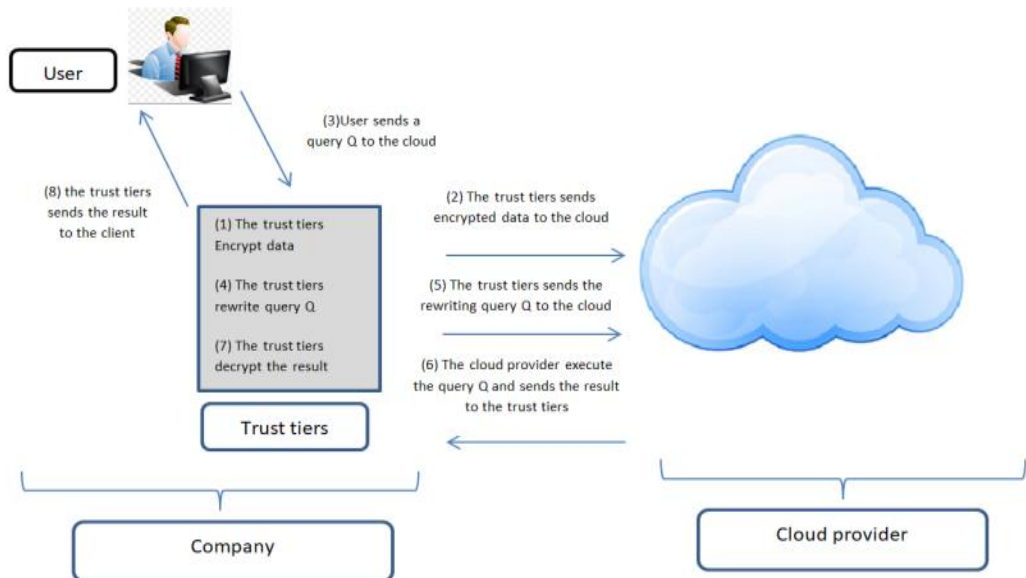 User
(3)User sends a
query Q to the cloud
(8) the trust tiers
sends the result
to the client
(1) The trust tiers
Encrypt data
(4) The trust tiers
rewrite query Q
(7) The trust tiers
decrypt the result
Trust tiers
(2) The trust tiers sends
encrypted data to the cloud
(5) The trust tiers sends the
rewriting query Q to the cloud
(6) The cloud provider execute
the query Q and sends the result
to the trust tiers
Company
Cloud provider